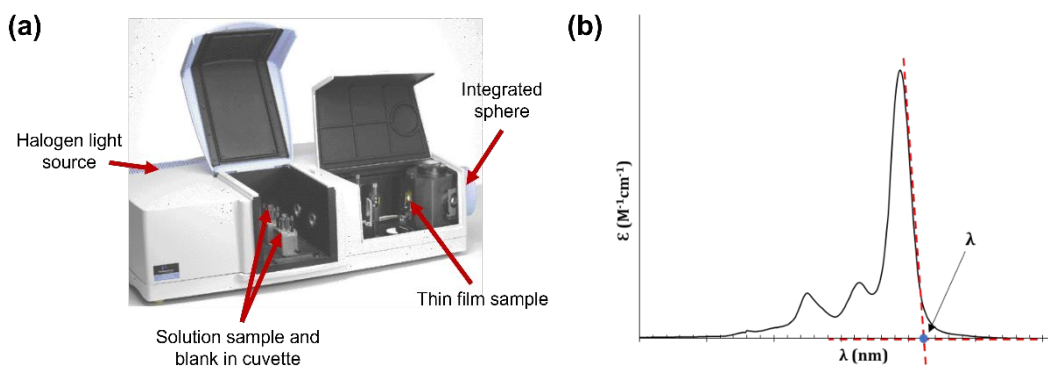 (a)
Halogen light
source
Integrated
sphere
Thin film sample
Solution sample and
blank in cuvette
(b)
Ɛ (M⁻¹cm⁻¹)
λ
λ (nm)